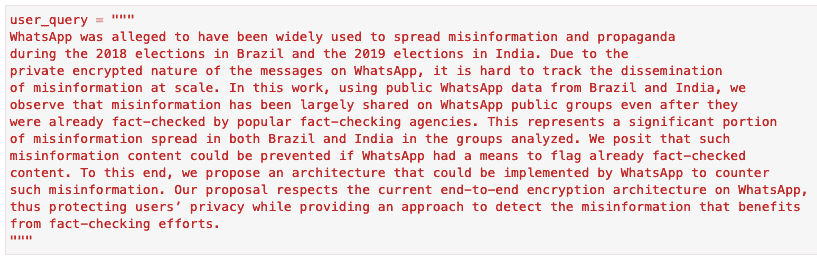 user_query = """
WhatsApp was alleged to have been widely used to spread misinformation and propaganda
during the 2018 elections in Brazil and the 2019 elections in India. Due to the
private encrypted nature of the messages on WhatsApp, it is hard to track the dissemination
of misinformation at scale. In this work, using public WhatsApp data from Brazil and India, we
observe that misinformation has been largely shared on WhatsApp public groups even after they
were already fact-checked by popular fact-checking agencies. This represents a significant portion
of misinformation spread in both Brazil and India in the groups analyzed. We posit that such
misinformation content could be prevented if WhatsApp had a means to flag already fact-checked
content. To this end, we propose an architecture that could be implemented by WhatsApp to counter
such misinformation. Our proposal respects the current end-to-end encryption architecture on WhatsApp,
thus protecting users’ privacy while providing an approach to detect the misinformation that benefits
from fact-checking efforts.
"""